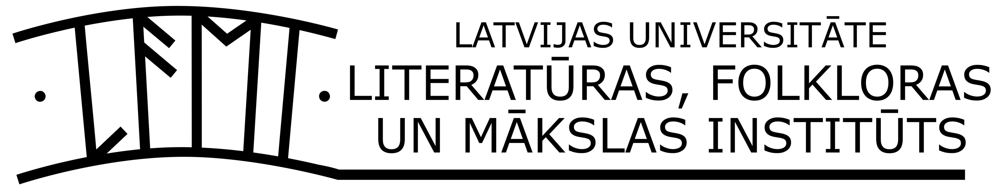 LATVIJAS UNIVERSITĀTE
LITERATŪRAS, FOLKLORAS
UN MĀKSLAS INSTITŪTS